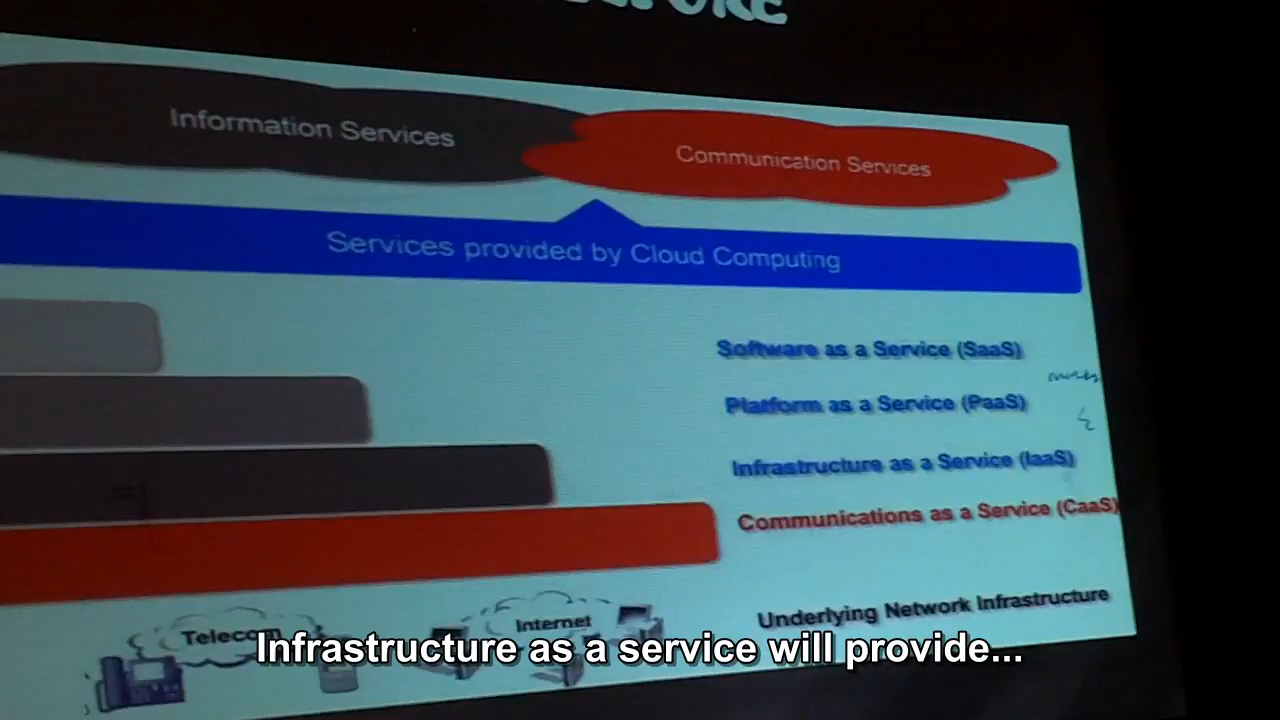 Information Services
Communication Services
Services provided by Cloud Computing
Software as a Service (SaaS)
Platform as a Service (PaaS)
Infrastructure as a Service (IaaS)
Communications as a Service (CaaS)
Underlying Network Infrastructure
Telecom
Internet
Infrastructure as a service will provide...